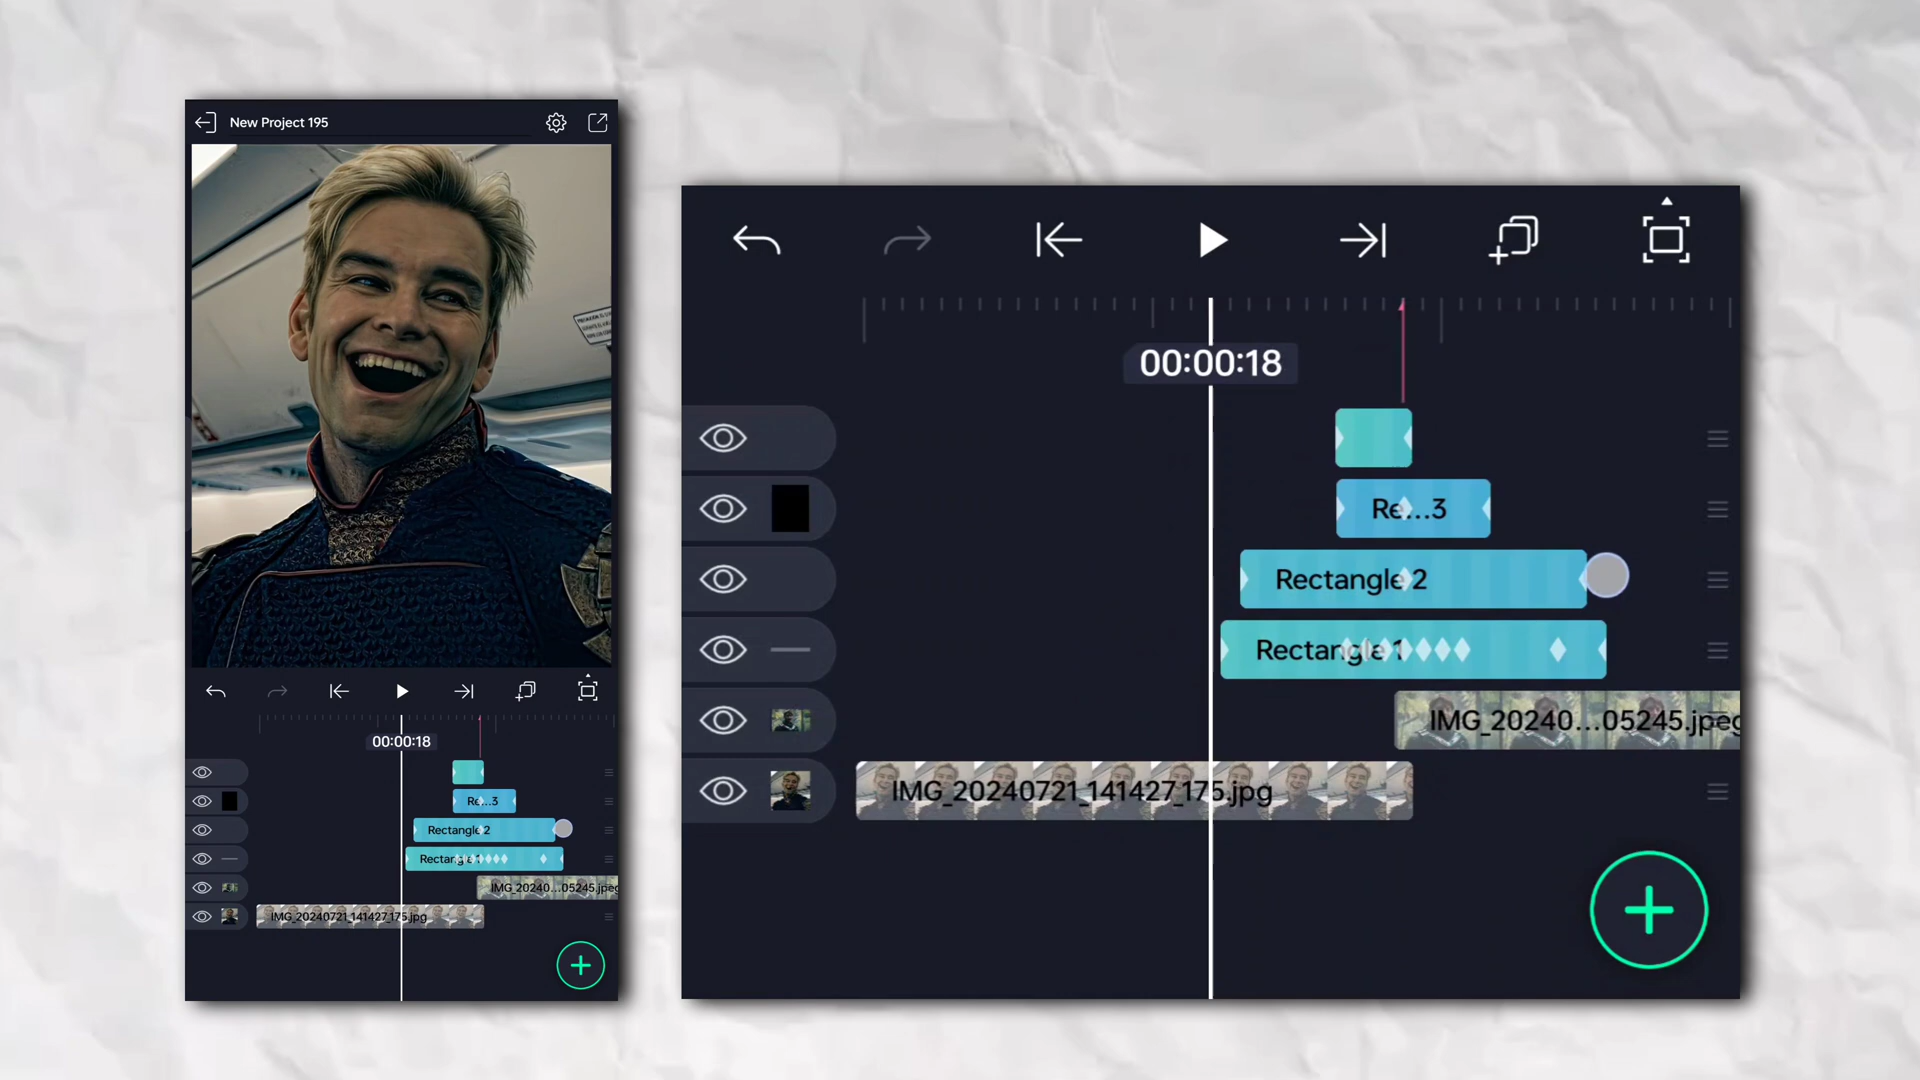 New Project 195
00:00:18
Re...3
Rectangle 2
Rectangle 1
IMG_20240...05245.jpeg
IMG_20240721_141427_175.jpg
00:00:18
Re...3
Rectangle 2
Rectangle 1
IMG_20240...05245.jpeg
IMG_20240721_141427_175.jpg